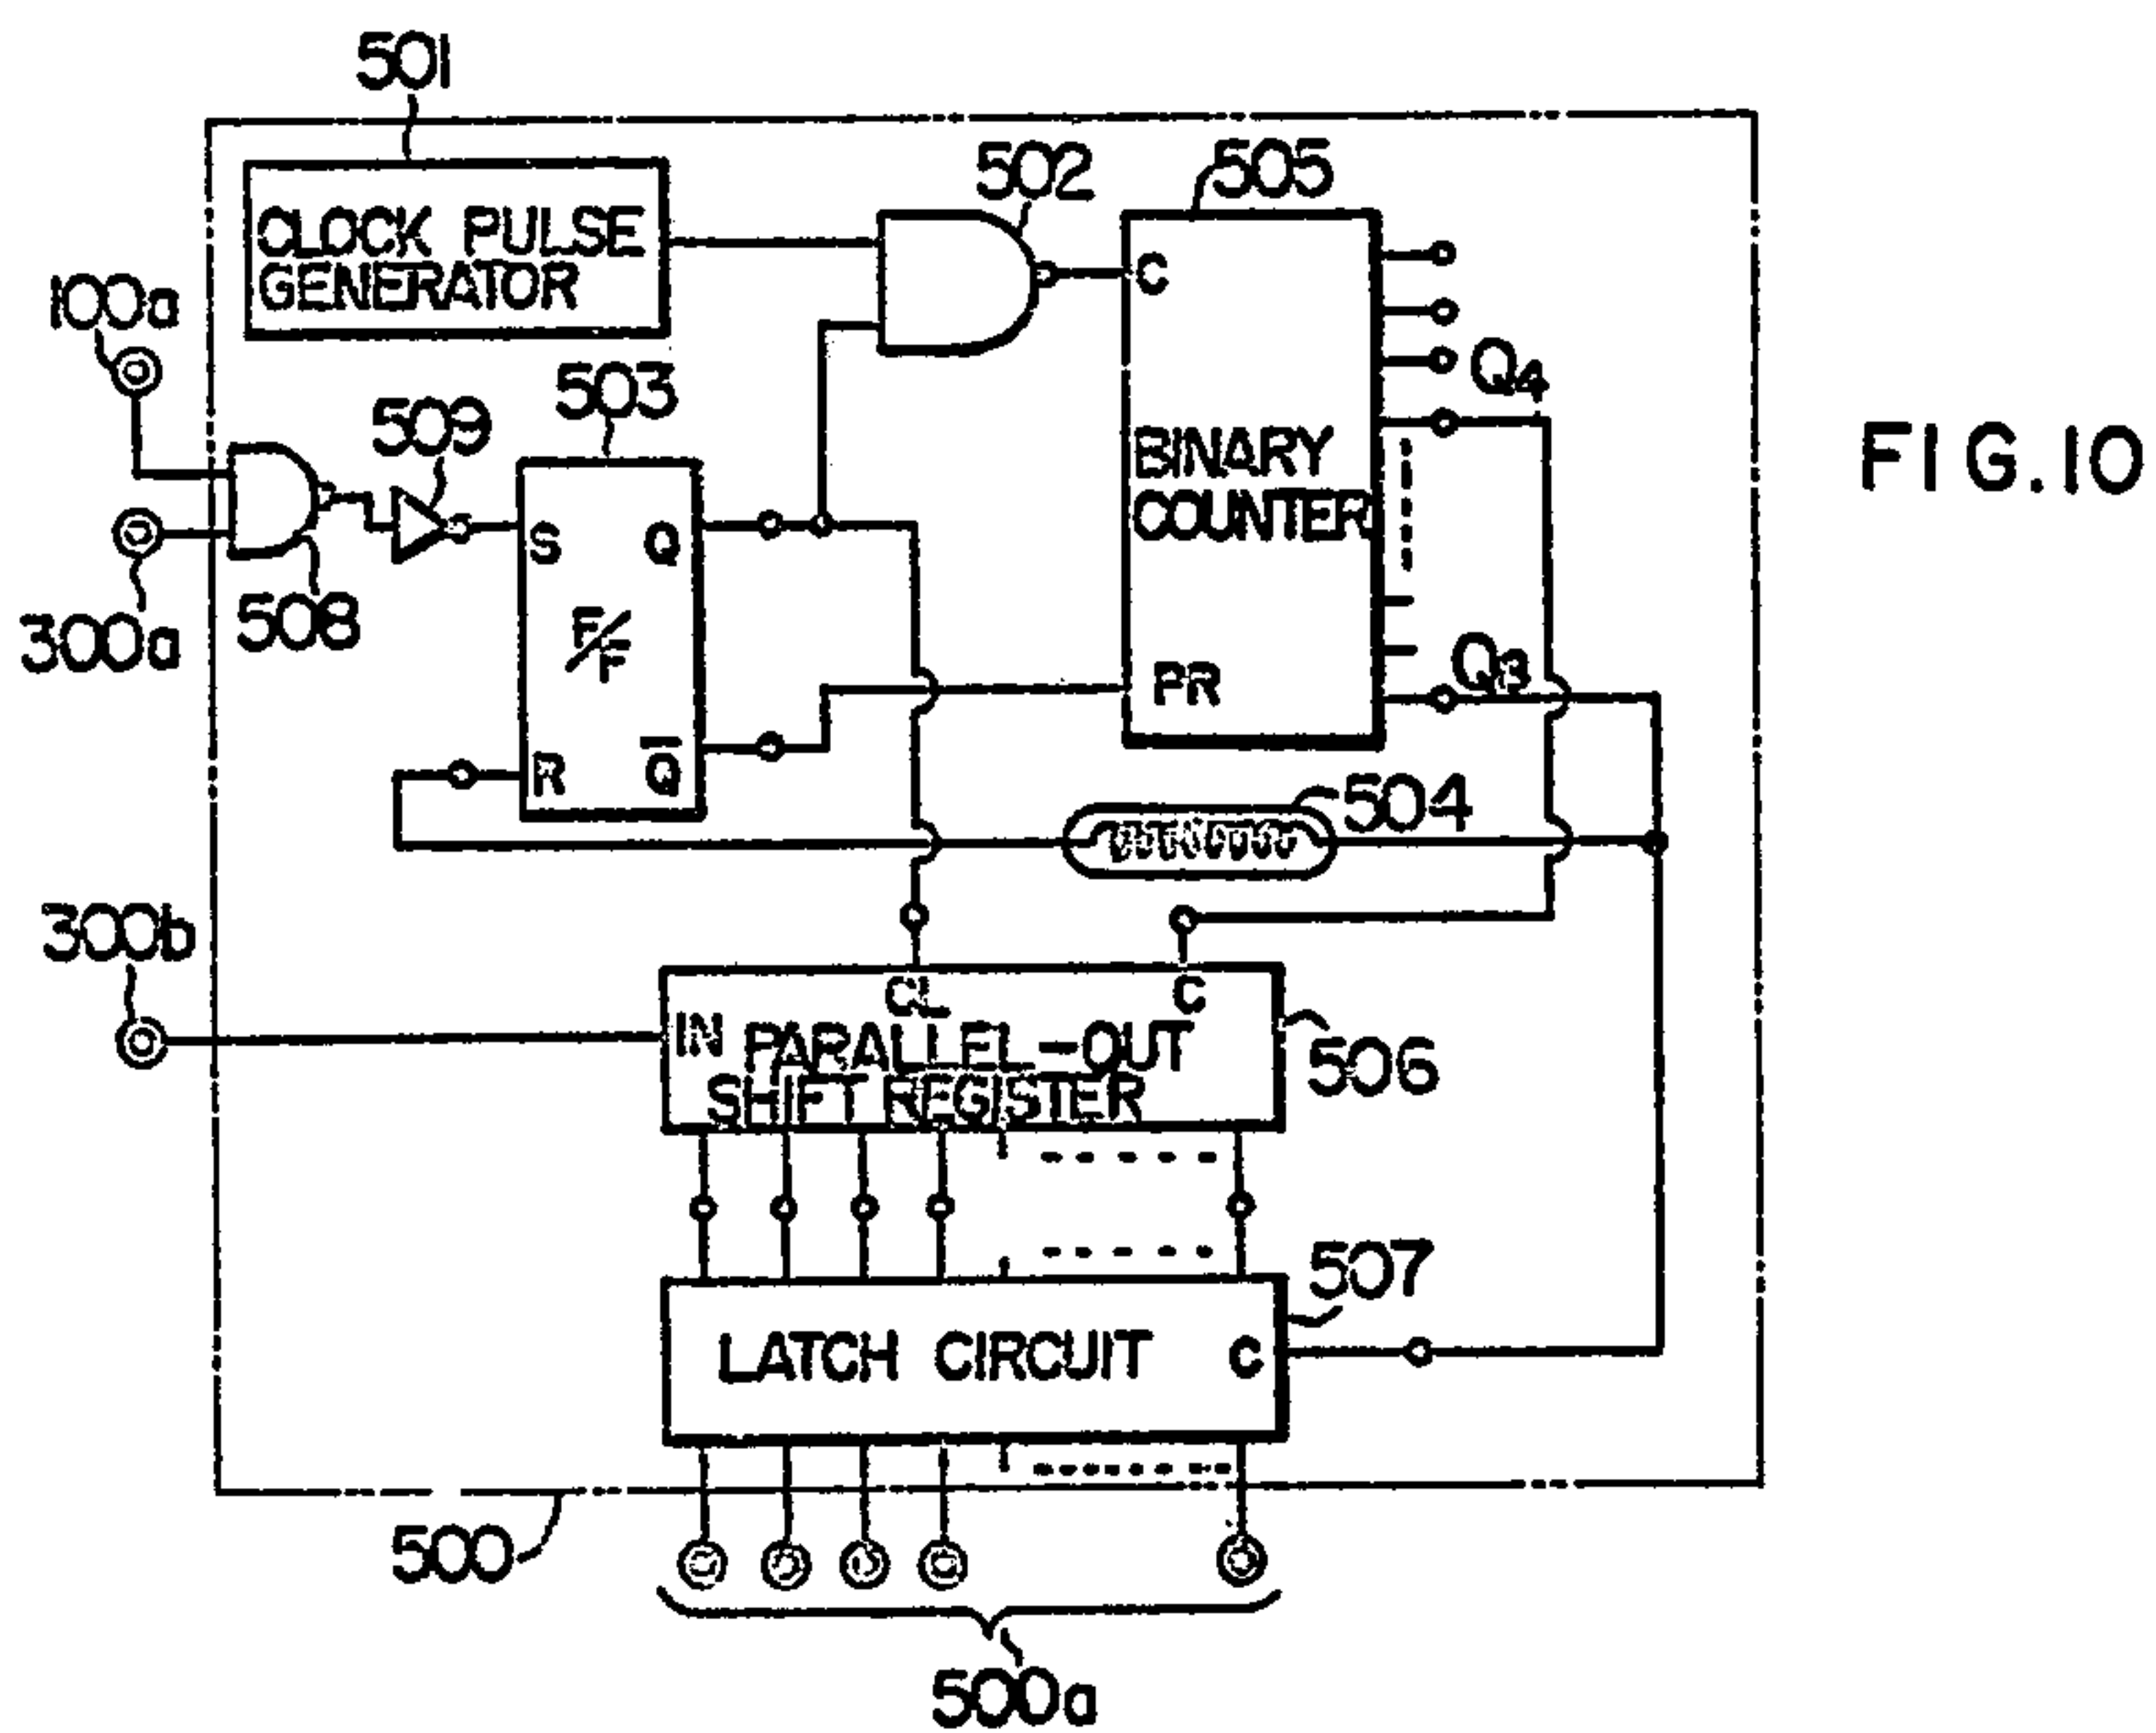 501
502
505
CLOCK PULSE
GENERATOR
C
100a
Q4
503
509
FIG.10
BINARY
COUNTER
S
Q
508
300a
F/F
PR
Q13
R
Q̅
504
300b
CL
C
IN PARALLEL-OUT
SHIFT REGISTER
506
507
LATCH CIRCUIT
C
500
500a